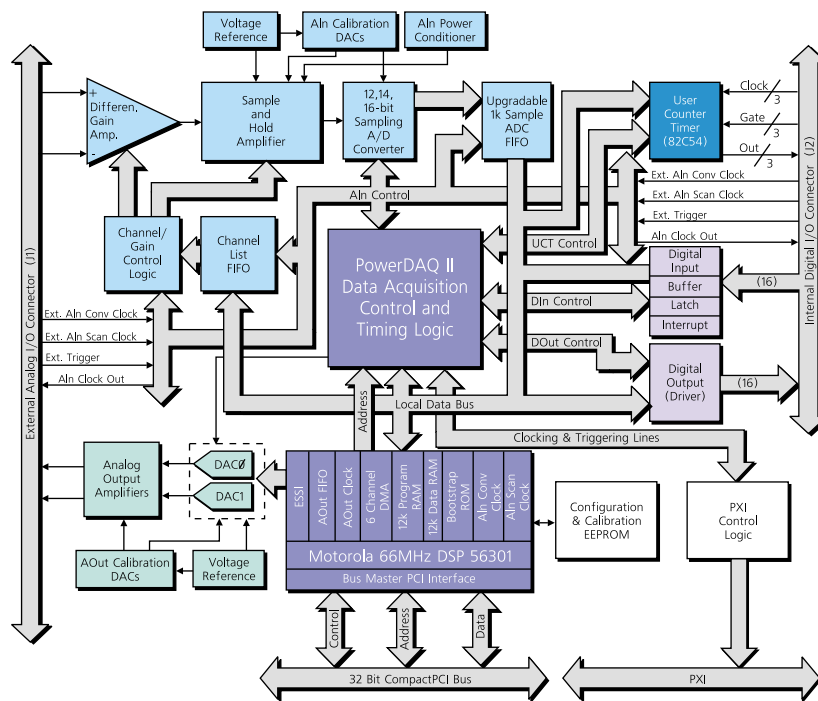 Voltage
Reference
AIn Calibration
DACs
AIn Power
Conditioner
External Analog I/O Connector (J1)
+
Differen.
Gain
Amp.
-
Sample
and
Hold
Amplifier
12,14,
16-bit
Sampling
A/D
Converter
Upgradable
1k Sample
ADC
FIFO
User
Counter
Timer
(82C54)
Clock
3
Gate
3
Out
3
Internal Digital I/O Connector (J2)
Ext. AIn Conv Clock
Ext. AIn Scan Clock
Ext. Trigger
AIn Clock Out
AIn Control
Channel/
Gain
Control
Logic
Channel
List
FIFO
PowerDAQ II
Data Acquisition
Control and
Timing Logic
UCT Control
DIn Control
DOut Control
Digital
Input
Buffer
Latch
Interrupt
(16)
Digital
Output
(Driver)
(16)
Ext. AIn Conv Clock
Ext. AIn Scan Clock
Ext. Trigger
AIn Clock Out
Address
Local Data Bus
Clocking & Triggering Lines
Analog
Output
Amplifiers
DAC0
DAC1
AOut Calibration
DACs
Voltage
Reference
ESSI
AOut FIFO
AOut Clock
6 Channel
DMA
12k Program
RAM
12k Data RAM
Bootstrap
ROM
AIn Conv
Clock
AIn Scan
Clock
Motorola 66MHz DSP 56301
Bus Master PCI Interface
Configuration
& Calibration
EEPROM
PXI
Control
Logic
Control
Address
Data
32 Bit CompactPCI Bus
PXI